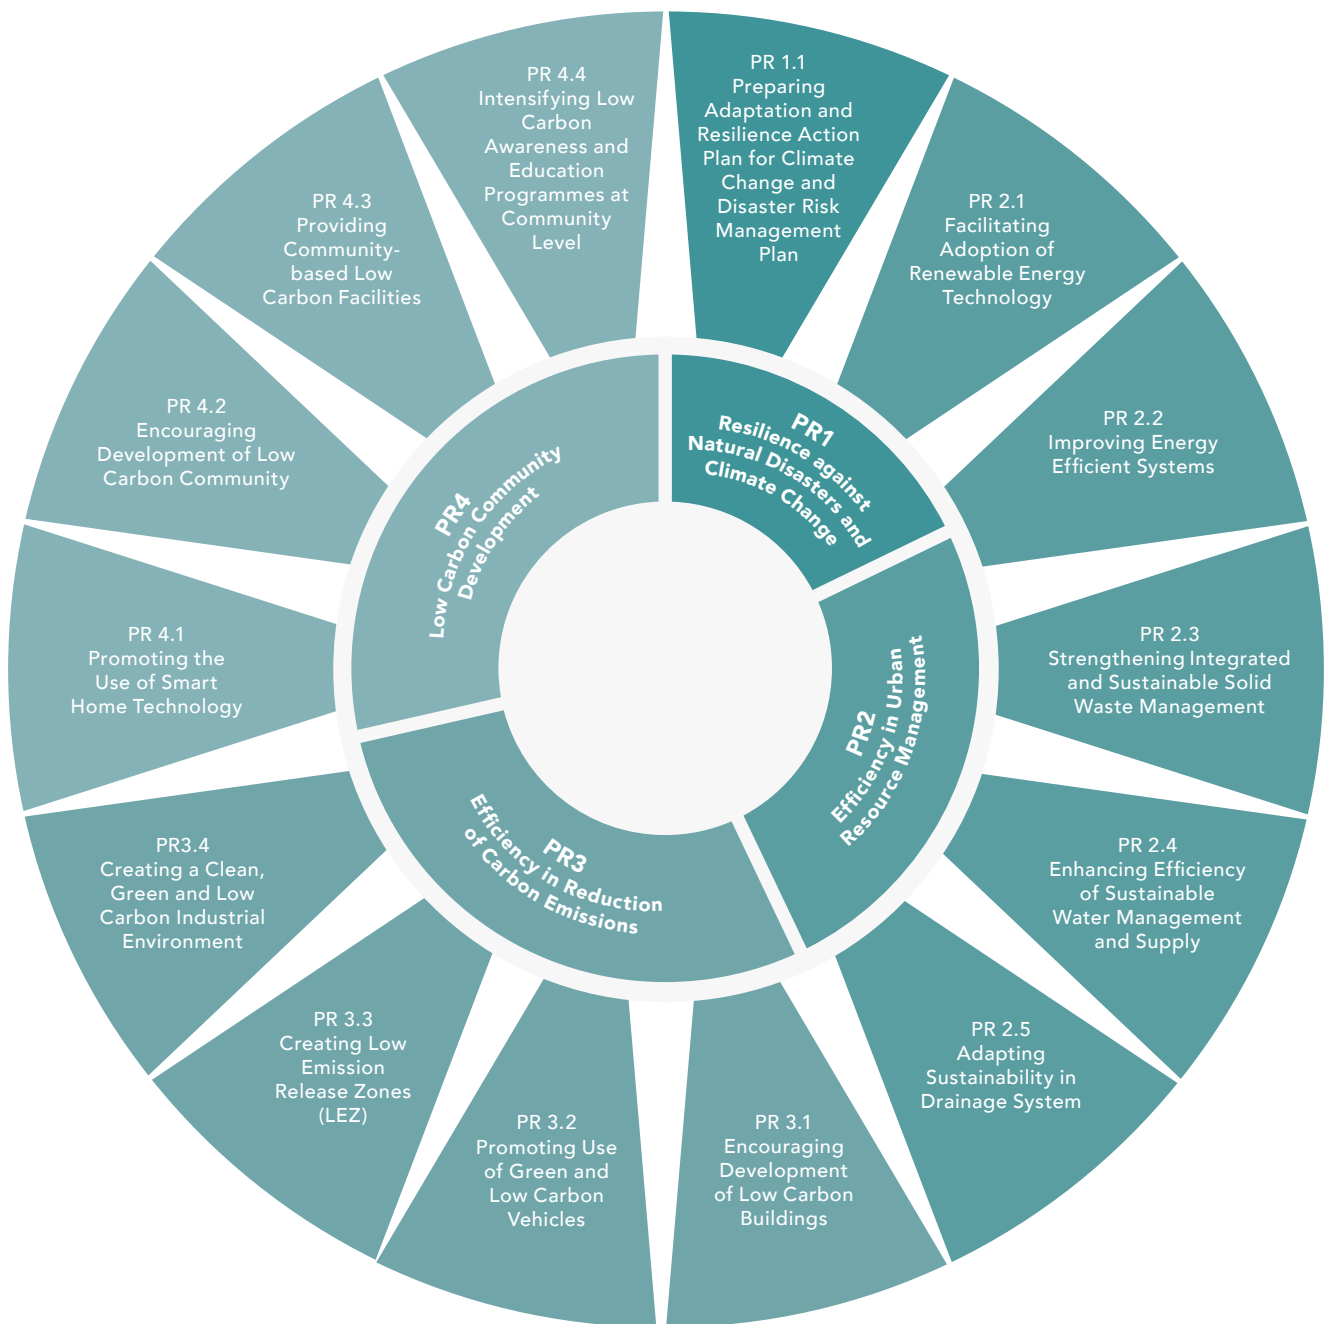 PR 1.1
Preparing
Adaptation and
Resilience Action
Plan for Climate
Change and
Disaster Risk
Management
Plan
PR 2.1
Facilitating
Adoption of
Renewable Energy
Technology
PR 2.2
Improving Energy
Efficient Systems
PR 2.3
Strengthening Integrated
and Sustainable Solid
Waste Management
PR 2.4
Enhancing Efficiency
of Sustainable
Water Management
and Supply
PR 2.5
Adapting
Sustainability in
Drainage System
PR 3.1
Encouraging
Development
of Low Carbon
Buildings
PR 3.2
Promoting Use
of Green and
Low Carbon
Vehicles
PR 3.3
Creating Low
Emission
Release Zones
(LEZ)
PR3.4
Creating a Clean,
Green and Low
Carbon Industrial
Environment
PR 4.1
Promoting the
Use of Smart
Home Technology
PR 4.2
Encouraging
Development of Low
Carbon Community
PR 4.3
Providing
Community-
based Low
Carbon Facilities
PR 4.4
Intensifying Low
Carbon
Awareness and
Education
Programmes at
Community
Level
PR1
Resilience against
Natural Disasters and
Climate Change
PR2
Efficiency in Urban
Resource Management
PR3
Efficiency in Reduction
of Carbon Emissions
PR4
Low Carbon Community
Development